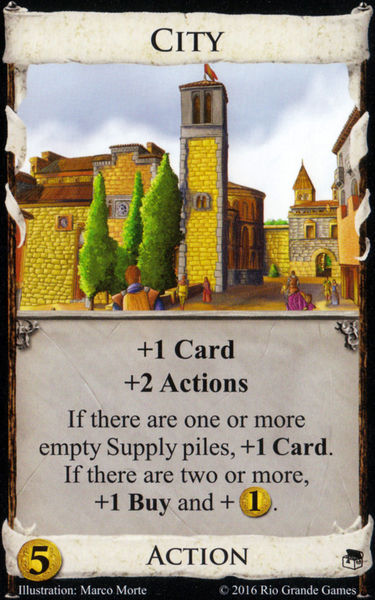 CITY
+1 Card
+2 Actions
If there are one or more
empty Supply piles, +1 Card.
If there are two or more,
+1 Buy and + 1.
5
ACTION
Illustration: Marco Morte
© 2016 Rio Grande Games